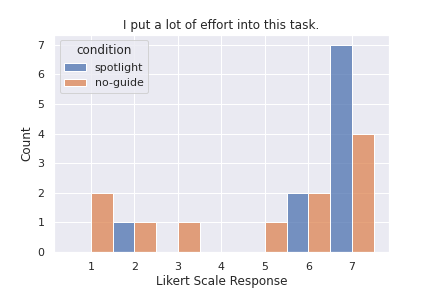 I put a lot of effort into this task.
condition
spotlight
no-guide
7
6
5
4
3
2
1
0
Count
1 2 3 4 5 6 7
Likert Scale Response